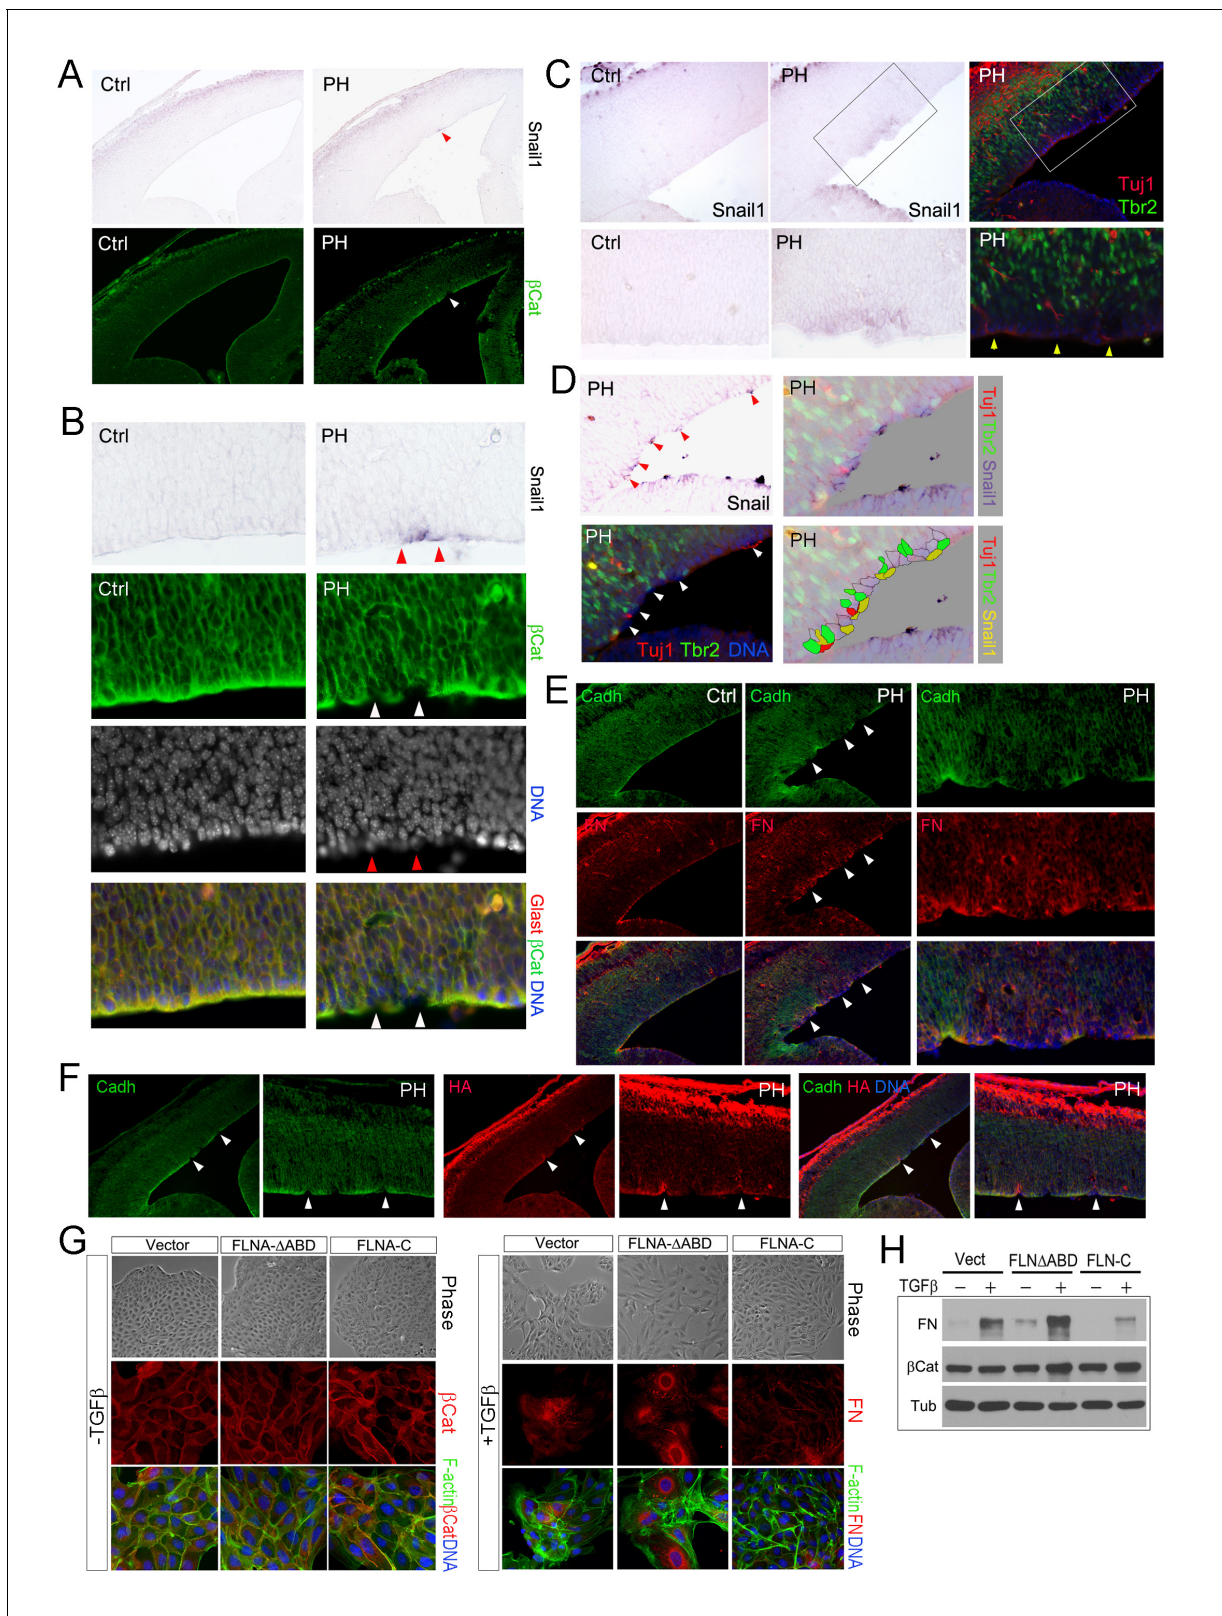 A
Ctrl
PH
Snail1
Ctrl
PH
βCat
B
Ctrl
PH
Snail1
Ctrl
PH
βCat
DNA
Glast βCat DNA
C
Ctrl
Snail1
PH
Snail1
PH
Tuj1
Tbr2
Ctrl
PH
PH
D
PH
Snail
PH
Tuj1 Tbr2 DNA
PH
Tuj1Tbr2 Snail1
PH
Tuj1Tbr2 Snail1
E
Cadh
Ctrl
Cadh
PH
Cadh
PH
FN
FN
FN
F
Cadh
PH
HA
PH
Cadh HA DNA
PH
G
Vector
FLNA-ΔABD
FLNA-C
-TGFβ
Phase
βCat
F-actinβCatDNA
Vector
FLNA-ΔABD
FLNA-C
+TGFβ
Phase
FN
F-actinFNDNA
H
Vect
FLNΔABD
FLN-C
TGFβ − + − + − +
FN
βCat
Tub